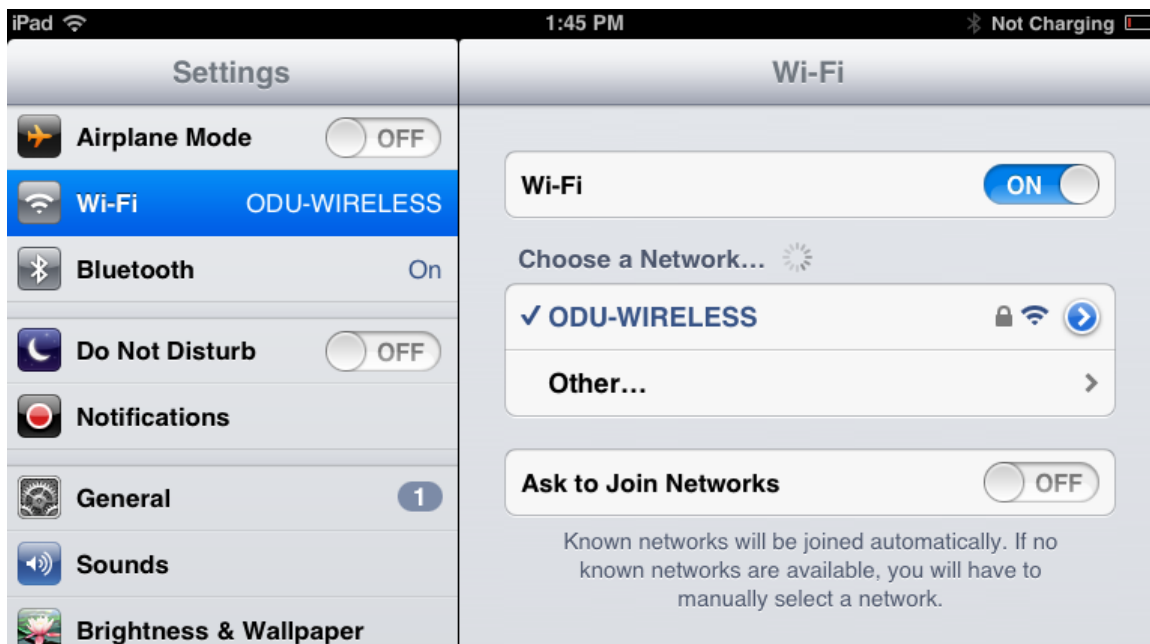 iPad 1:45 PM Not Charging
Settings
Airplane Mode OFF
Wi-Fi ODU-WIRELESS
Bluetooth On
Do Not Disturb OFF
Notifications
General 1
Sounds
Brightness & Wallpaper
Wi-Fi
Wi-Fi ON
Choose a Network...
ODU-WIRELESS
Other...
Ask to Join Networks OFF
Known networks will be joined automatically. If no
known networks are available, you will have to
manually select a network.